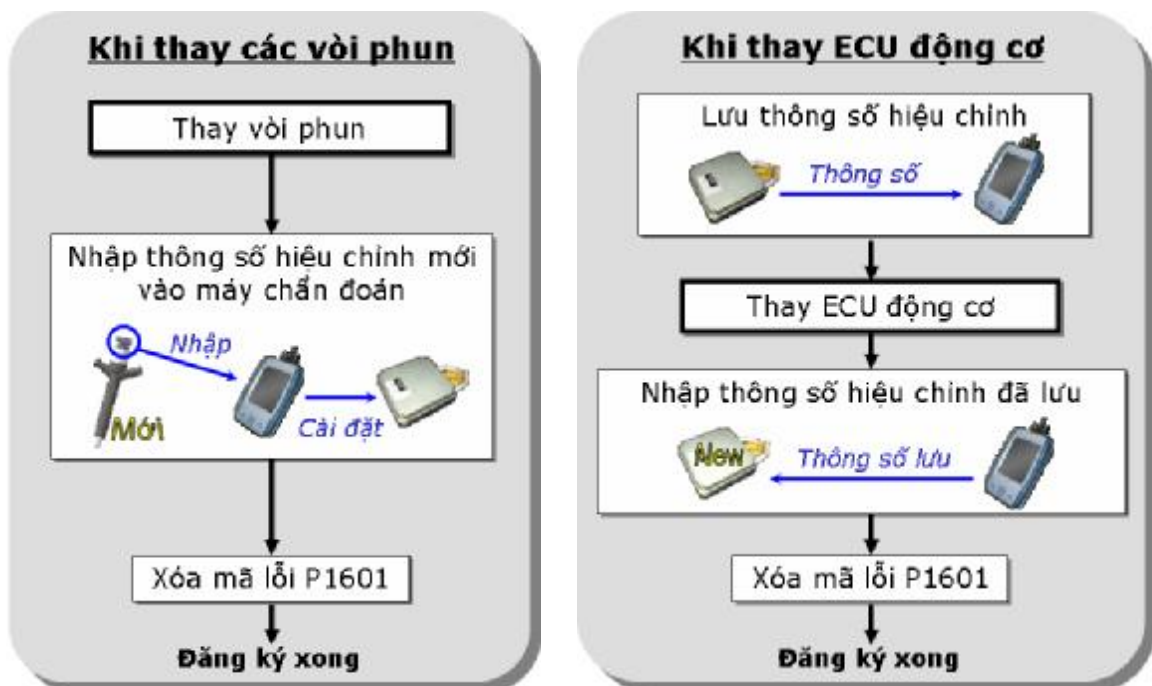 Khi thay các vòi phun
Thay vòi phun
Nhập thông số hiệu chỉnh mới
vào máy chẩn đoán
Nhập
Mới
Cài đặt
Xóa mã lỗi P1601
Đăng ký xong
Khi thay ECU động cơ
Lưu thông số hiệu chỉnh
Thông số
Thay ECU động cơ
Nhập thông số hiệu chỉnh đã lưu
New
Thông số lưu
Xóa mã lỗi P1601
Đăng ký xong